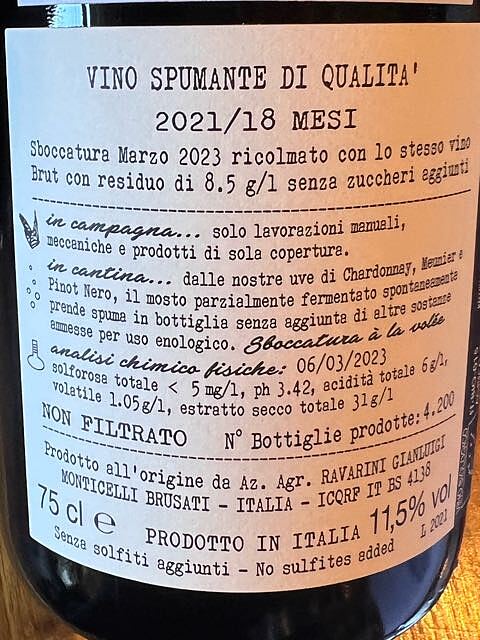 VINO SPUMANTE DI QUALITA'
2021/18 MESI
Sboccatura Marzo 2023 ricolmato con lo stesso vino
Brut con residuo di 8.5 g/l senza zuccheri aggiunti
in campagna... solo lavorazioni manuali,
meccaniche e prodotti di sola copertura.
in cantina... dalle nostre uve di Chardonnay, Meunier e
Pinot Nero, il mosto parzialmente fermentato spontaneamente
prende spuma in bottiglia senza aggiunta di altre sostanze
ammesse per uso enologico. Sboccatura à la volée
analisi chimico fisiche: 06/03/2023
solforosa totale < 5 mg/l, ph 3.42, acidità totale 6 g/l,
volatile 1.05 g/l, estratto secco totale 31 g/l
NON FILTRATO N° Bottiglie prodotte: 4.200
Prodotto all'origine da Az. Agr. RAVARINI GIANLUIGI
MONTICELLI BRUSATI - ITALIA - ICQRF IT BS 4138
75 cl e PRODOTTO IN ITALIA 11,5% vol
L 2021
Senza solfiti aggiunti - No sulfites added